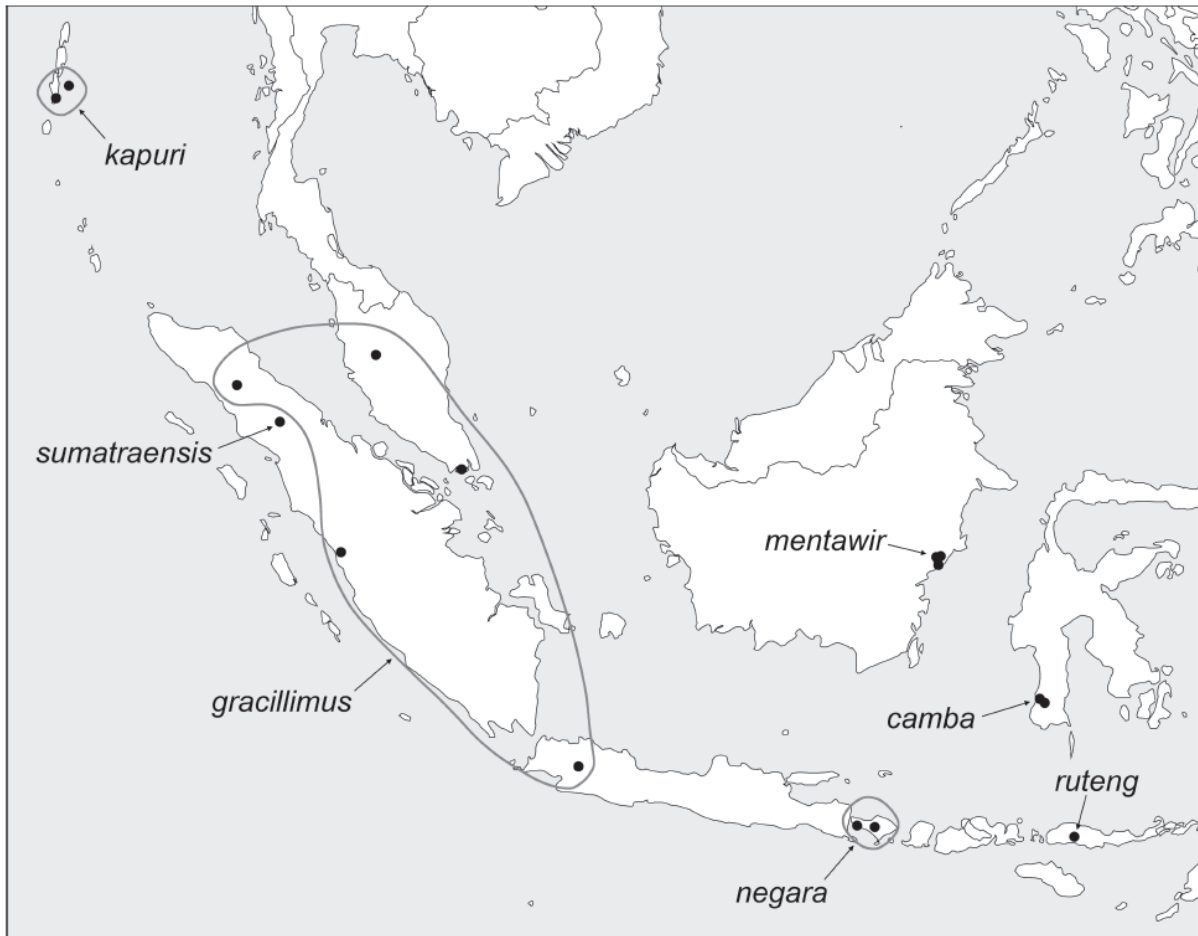 kapuri
sumatraensis
mentawir
gracillimus
camba
ruteng
negara